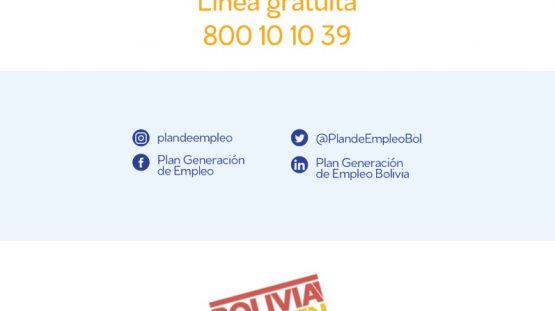 Línea gratuita
800 10 10 39
plandeempleo
@PlandeEmpleoBol
Plan Generación
de Empleo
Plan Generación
de Empleo Bolivia
BOLIVIA